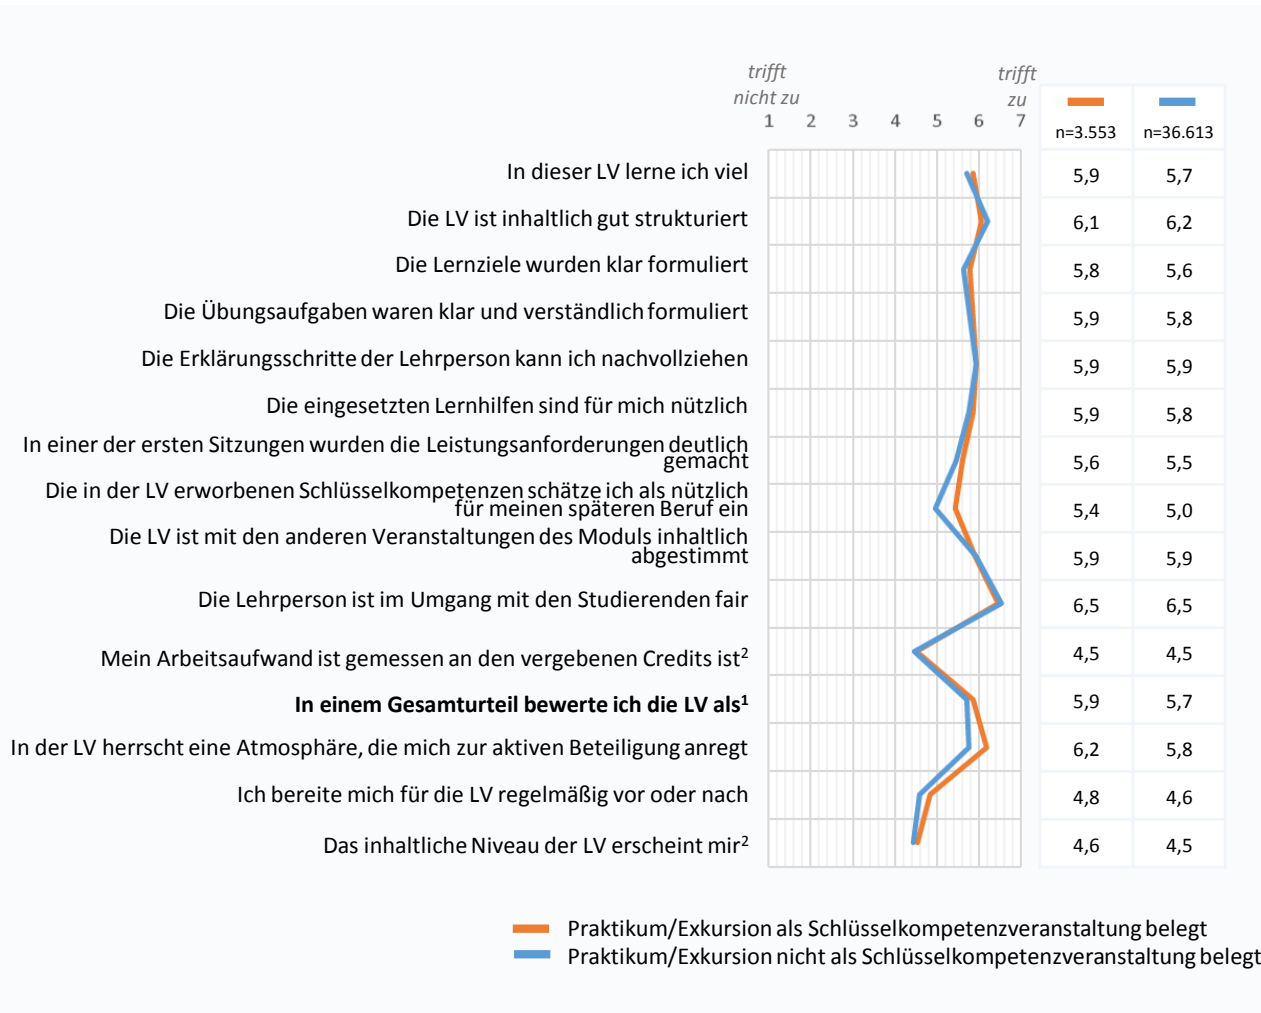 trifft
nicht zu
trifft
zu
1 2 3 4 5 6 7
n=3.553 n=36.613
In dieser LV lerne ich viel 5,9 5,7
Die LV ist inhaltlich gut strukturiert 6,1 6,2
Die Lernziele wurden klar formuliert 5,8 5,6
Die Übungsaufgaben waren klar und verständlich formuliert 5,9 5,8
Die Erklärungsschritte der Lehrperson kann ich nachvollziehen 5,9 5,9
Die eingesetzten Lernhilfen sind für mich nützlich 5,9 5,8
In einer der ersten Sitzungen wurden die Leistungsanforderungen deutlich
gemacht 5,6 5,5
Die in der LV erworbenen Schlüsselkompetenzen schätze ich als nützlich
für meinen späteren Beruf ein 5,4 5,0
Die LV ist mit den anderen Veranstaltungen des Moduls inhaltlich
abgestimmt 5,9 5,9
Die Lehrperson ist im Umgang mit den Studierenden fair 6,5 6,5
Mein Arbeitsaufwand ist gemessen an den vergebenen Credits ist² 4,5 4,5
In einem Gesamturteil bewerte ich die LV als¹ 5,9 5,7
In der LV herrscht eine Atmosphäre, die mich zur aktiven Beteiligung anregt 6,2 5,8
Ich bereite mich für die LV regelmäßig vor oder nach 4,8 4,6
Das inhaltliche Niveau der LV erscheint mir² 4,6 4,5
Praktikum/Exkursion als Schlüsselkompetenzveranstaltung belegt
Praktikum/Exkursion nicht als Schlüsselkompetenzveranstaltung belegt